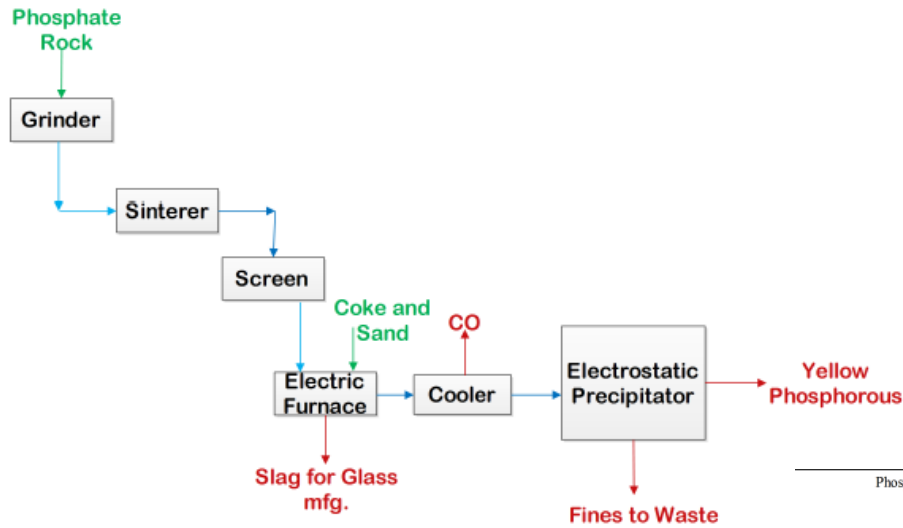 Phosphate
Rock
Grinder
Sinterer
Screen
Coke and
Sand
CO
Electric
Furnace
Cooler
Electrostatic
Precipitator
Yellow
Phosphorous
Slag for Glass
mfg.
Fines to Waste
Phos